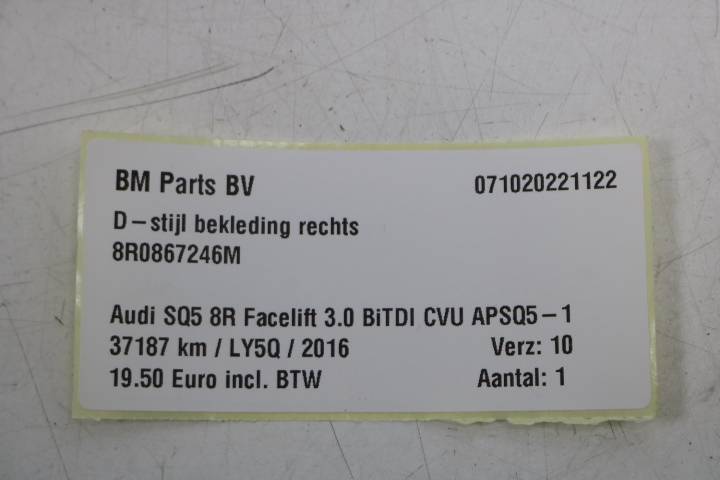 BM Parts BV 071020221122
D-stijl bekleding rechts
8R0867246M
Audi SQ5 8R Facelift 3.0 BiTDI CVU APSQ5-1
37187 km / LY5Q / 2016 Verz: 10
19.50 Euro incl. BTW Aantal: 1